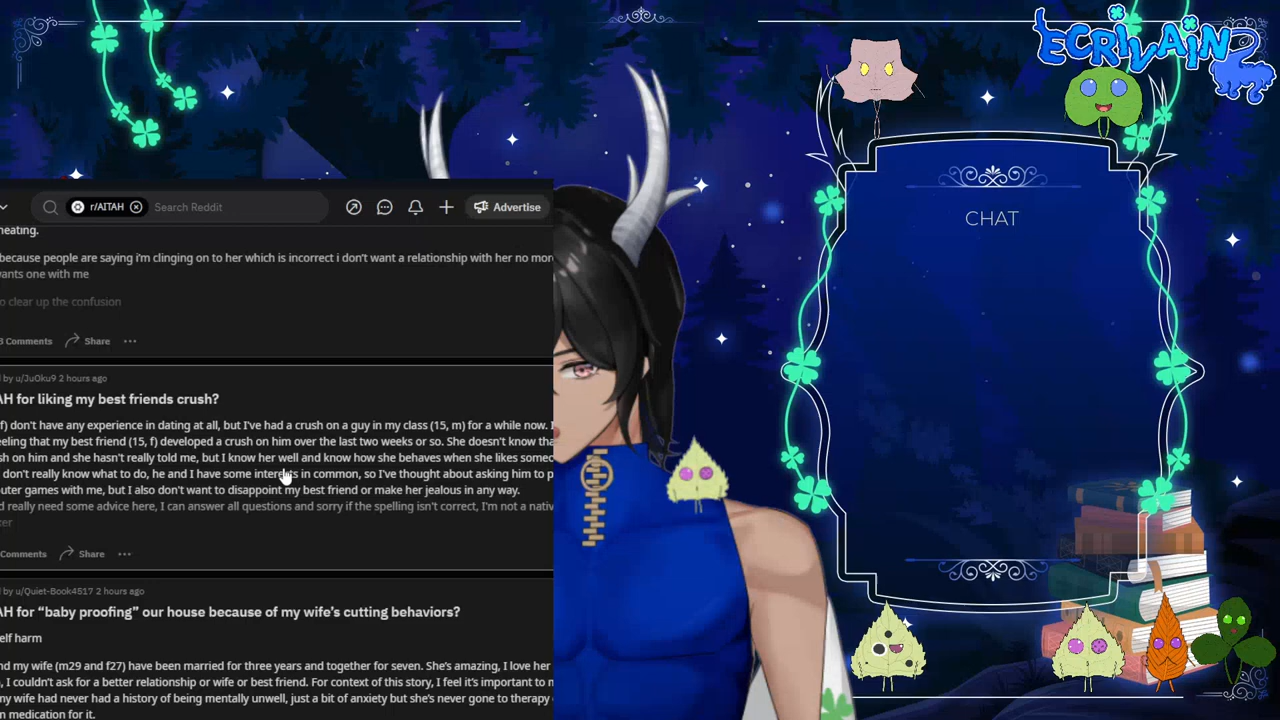 ECRIVAIN
r/AITAH
Search Reddit
Advertise
heating.
because people are saying i'm clinging on to her which is incorrect i don't want a relationship with her no mor
wants one with me
o clear up the confusion
Comments
Share
CHAT
by u/JuOku9 2 hours ago
AH for liking my best friends crush?
f) don't have any experience in dating at all, but I've had a crush on a guy in my class (15, m) for a while now. I
eeling that my best friend (15, f) developed a crush on him over the last two weeks or so. She doesn't know tha
sh on him and she hasn't really told me, but I know her well and know how she behaves when she likes someo
don't really know what to do, he and I have some interests in common, so I've thought about asking him to p
uter games with me, but I also don't want to disappoint my best friend or make her jealous in any way.
d really need some advice here, I can answer all questions and sorry if the spelling isn't correct, I'm not a nativ
ker
Comments
Share
by u/Quiet-Book4517 2 hours ago
AH for “baby proofing” our house because of my wife’s cutting behaviors?
elf harm
nd my wife (m29 and f27) have been married for three years and together for seven. She’s amazing, I love her
, I couldn’t ask for a better relationship or wife or best friend. For context of this story, I feel it’s important to
my wife had never had a history of being mentally unwell, just a bit of anxiety but she’s never gone to therapy
n medication for it.